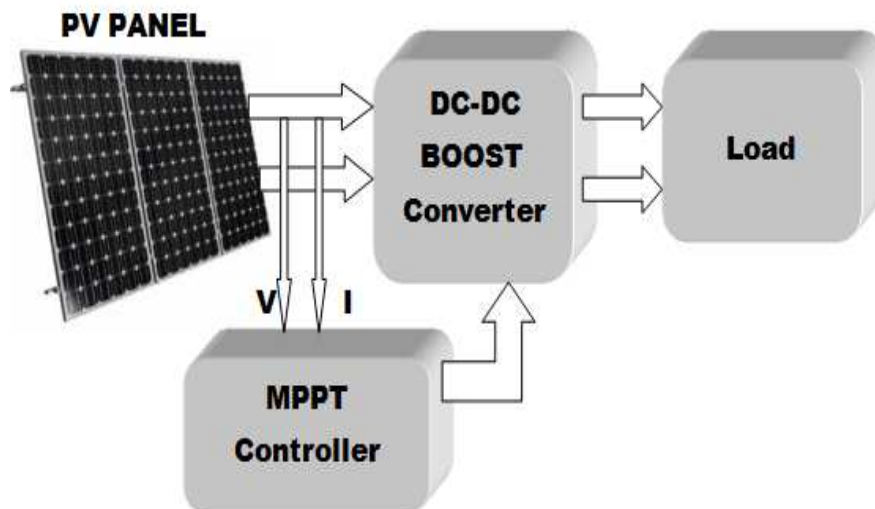 PV PANEL
DC-DC
BOOST
Converter
Load
V I
MPPT
Controller